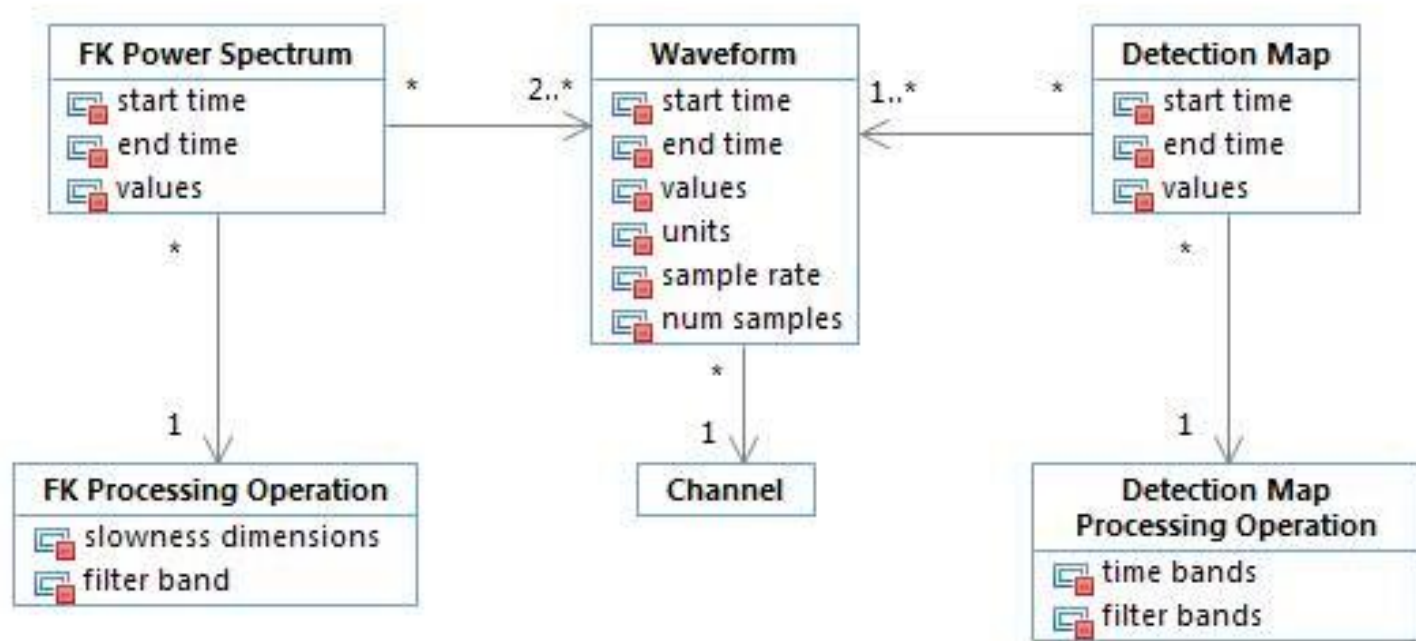 FK Power Spectrum
start time
end time
values
*
2..*
Waveform
start time
end time
values
units
sample rate
num samples
1..*
*
Detection Map
start time
end time
values
*
1
*
1
*
1
FK Processing Operation
slowness dimensions
filter band
Channel
Detection Map
Processing Operation
time bands
filter bands